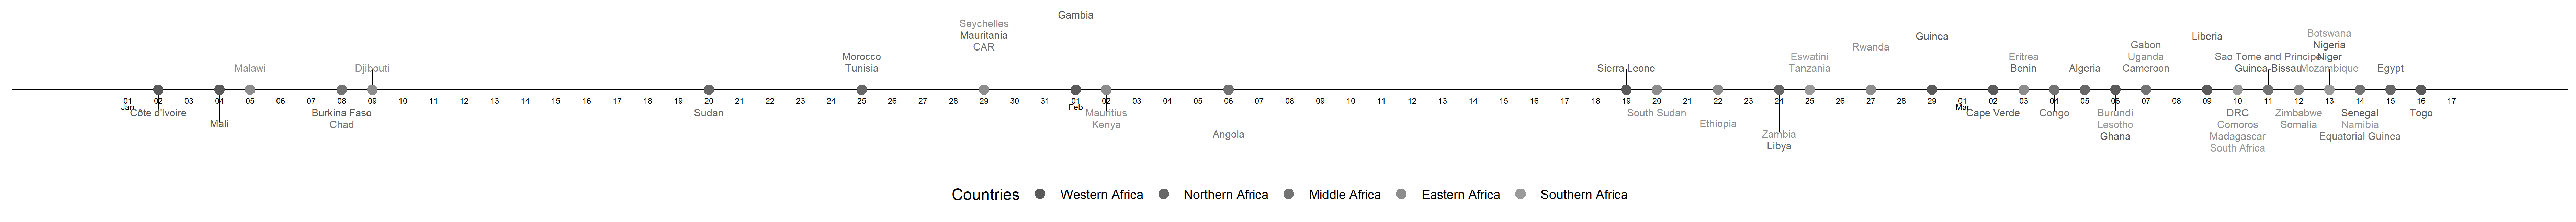 Gambia
Seychelles
Botswana
Mauritania
Guinea
Liberia
Gabon
Nigeria
CAR
Rwanda
Morocco
Eswatini
Eritrea
Uganda
Sao Tome and Principe
Niger
Malawi
Djibouti
Tunisia
Sierra Leone
Tanzania
Benin
Algeria
Cameroon
Guinea-Bissau
Mozambique
Egypt
01 02 03 04 05 06 07 08 09 10 11 12 13 14 15 16 17 18 19 20 21 22 23 24 25 26 27 28 29 30 31 01 02 03 04 05 06 07 08 09 10 11 12 13 14 15 16 17 18 19 20 21 22 23 24 25 26 27 28 29 01 02 03 04 05 06 07 08 09 10 11 12 13 14 15 16 17
Jan Feb Mar
Côte d'Ivoire
Burkina Faso
Sudan
Mauritius
South Sudan
Cape Verde
Congo
Burundi
DRC
Zimbabwe
Senegal
Togo
Mali
Chad
Kenya
Ethiopia
Lesotho
Comoros
Somalia
Namibia
Angola
Zambia
Ghana
Madagascar
Equatorial Guinea
Libya
South Africa
Countries Western Africa Northern Africa Middle Africa Eastern Africa Southern Africa